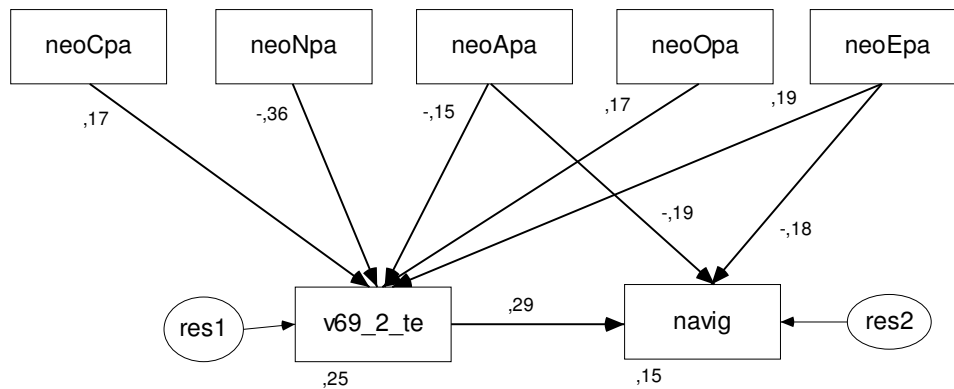 neoCpa neoNpa neoApa neoOpa neoEpa
,17 -,36 -,15 ,17 ,19
-,19 -,18
res1 v69_2_te ,29 navig res2
,25 ,15